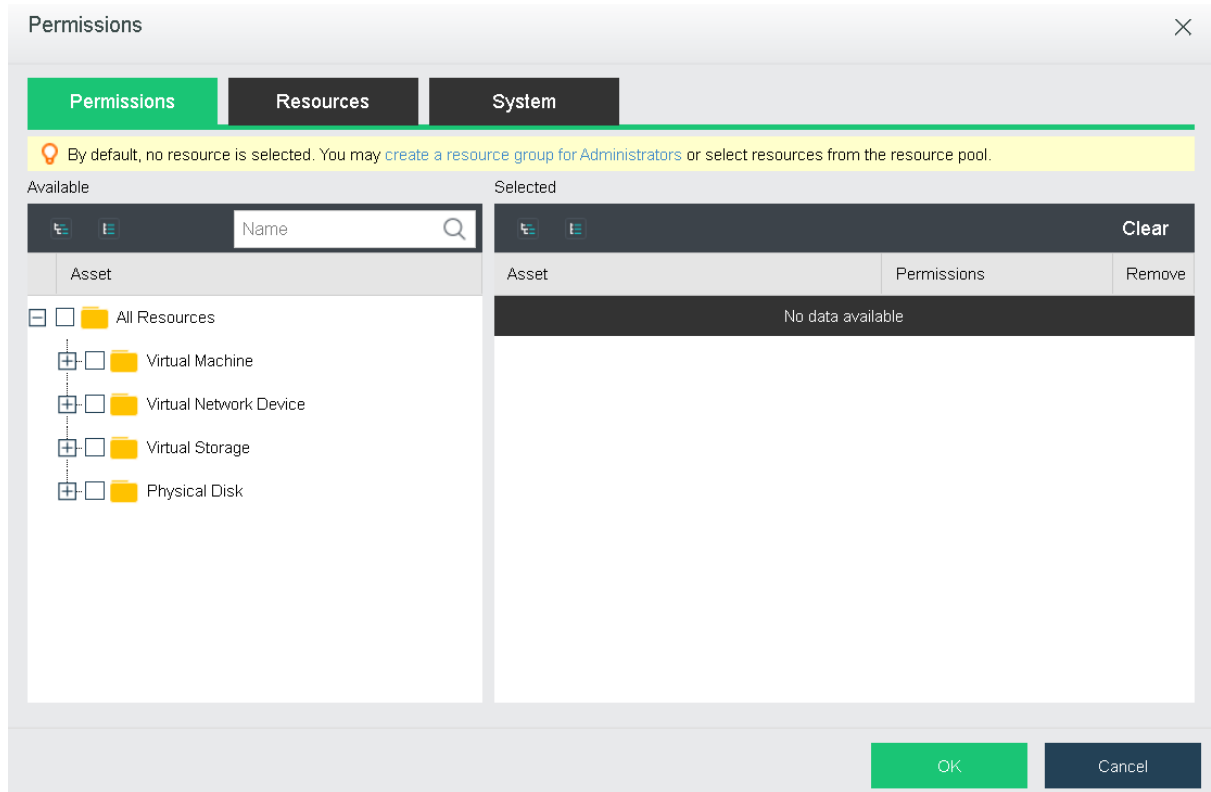 Permissions
Permissions Resources System
By default, no resource is selected. You may create a resource group for Administrators or select resources from the resource pool.
Available
Name
Asset
All Resources
Virtual Machine
Virtual Network Device
Virtual Storage
Physical Disk
Selected
Clear
Asset Permissions Remove
No data available
OK Cancel